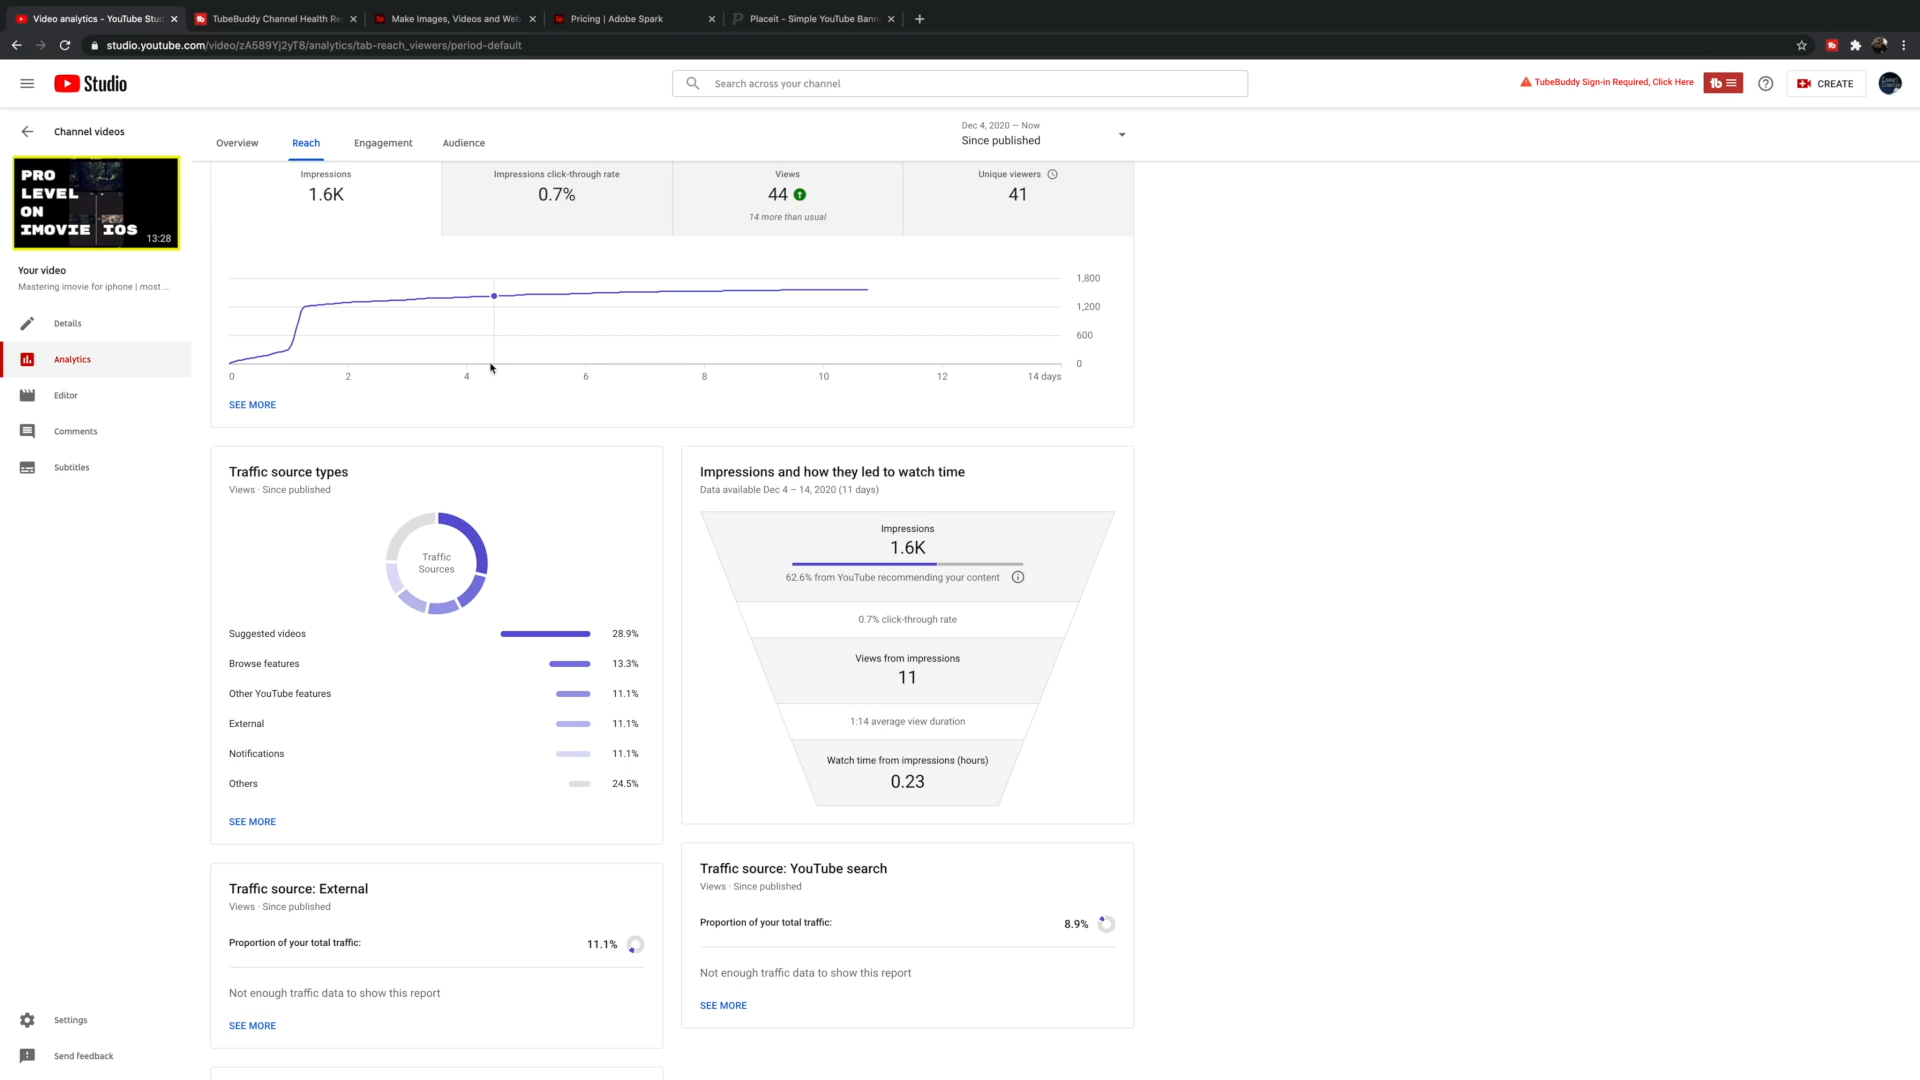 Video analytics - YouTube Stud
TubeBuddy Channel Health Re
Make Images, Videos and Web
Pricing | Adobe Spark
Placeit - Simple YouTube Bann
studio.youtube.com/video/zA589Yj2yT8/analytics/tab-reach_viewers/period-default
Studio
Search across your channel
TubeBuddy Sign-in Required, Click Here
CREATE
Channel videos
Overview
Reach
Engagement
Audience
Dec 4, 2020 — Now
Since published
PRO
LEVEL
ON
IMOVIE IOS
13:28
Your video
Mastering imovie for iphone | most ...
Details
Analytics
Editor
Comments
Subtitles
Settings
Send feedback
Impressions
1.6K
Impressions click-through rate
0.7%
Views
44
14 more than usual
Unique viewers
41
1,800
1,200
600
0
0 2 4 6 8 10 12 14 days
SEE MORE
Traffic source types
Views · Since published
Traffic
Sources
Suggested videos 28.9%
Browse features 13.3%
Other YouTube features 11.1%
External 11.1%
Notifications 11.1%
Others 24.5%
SEE MORE
Impressions and how they led to watch time
Data available Dec 4 – 14, 2020 (11 days)
Impressions
1.6K
62.6% from YouTube recommending your content
0.7% click-through rate
Views from impressions
11
1:14 average view duration
Watch time from impressions (hours)
0.23
Traffic source: External
Views · Since published
Proportion of your total traffic: 11.1%
Not enough traffic data to show this report
SEE MORE
Traffic source: YouTube search
Views · Since published
Proportion of your total traffic: 8.9%
Not enough traffic data to show this report
SEE MORE